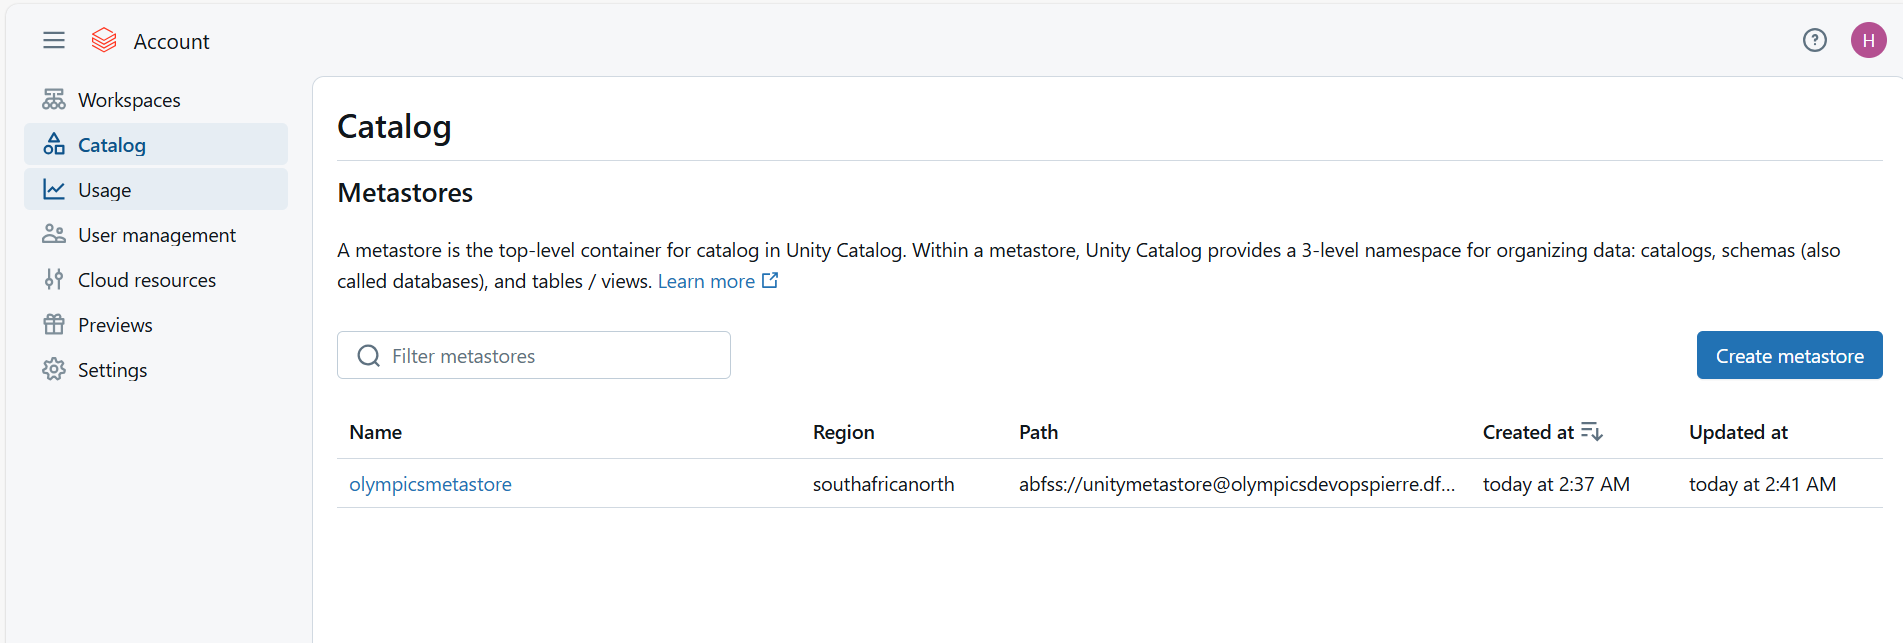 Account
H
Workspaces
Catalog
Usage
User management
Cloud resources
Previews
Settings
Catalog
Metastores
A metastore is the top-level container for catalog in Unity Catalog. Within a metastore, Unity Catalog provides a 3-level namespace for organizing data: catalogs, schemas (also
called databases), and tables / views. Learn more
Filter metastores
Create metastore
Name Region Path Created at Updated at
olympicsmetastore southafricanorth abfss://unitymetastore@olympicsdevopspierre.df... today at 2:37 AM today at 2:41 AM